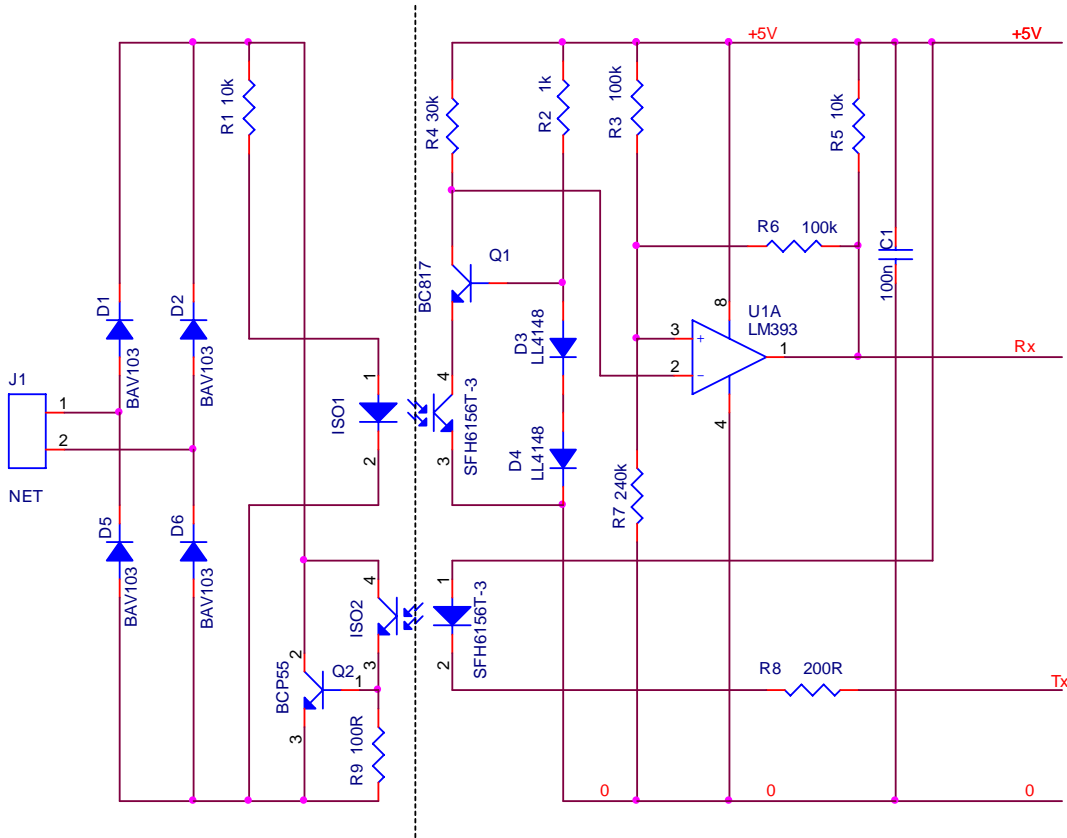 +5V
+5V
R1 10k
R4 30k
R2 1k
R3 100k
R5 10k
R6 100k
C1
100n
D1
BAV103
D2
BAV103
BC817
Q1
D3
LL4148
8
U1A
LM393
3
+
2
−
1
4
Rx
J1
1
2
NET
1
ISO1
2
4
3
SFH6156T-3
D4
LL4148
R7 240k
D5
BAV103
D6
BAV103
4
ISO2
3
1
2
SFH6156T-3
BCP55
2
Q2
1
3
R9 100R
R8 200R
Tx
0
0
0